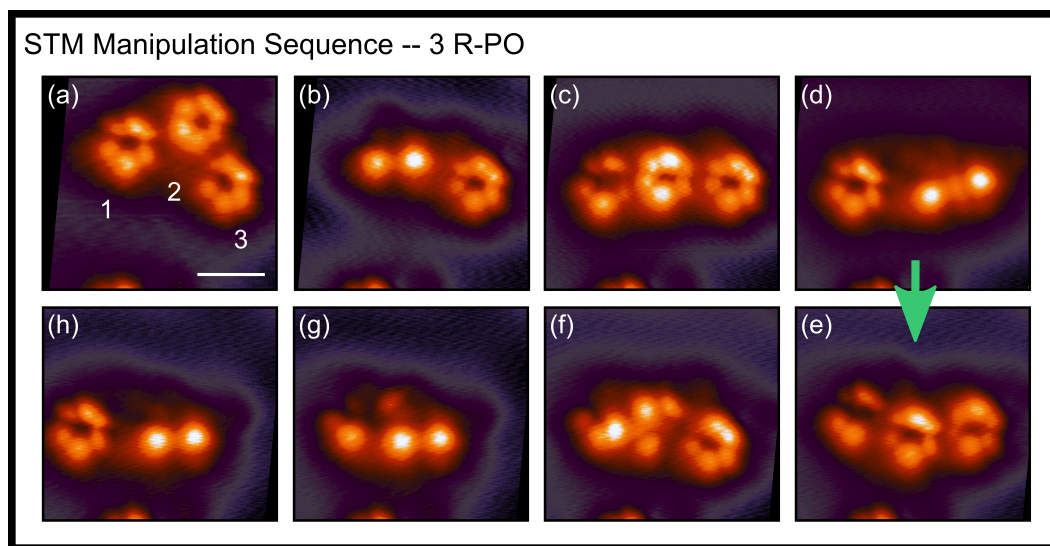 STM Manipulation Sequence -- 3 R-PO
(a)
1
2
3
(b)
(c)
(d)
(h)
(g)
(f)
(e)